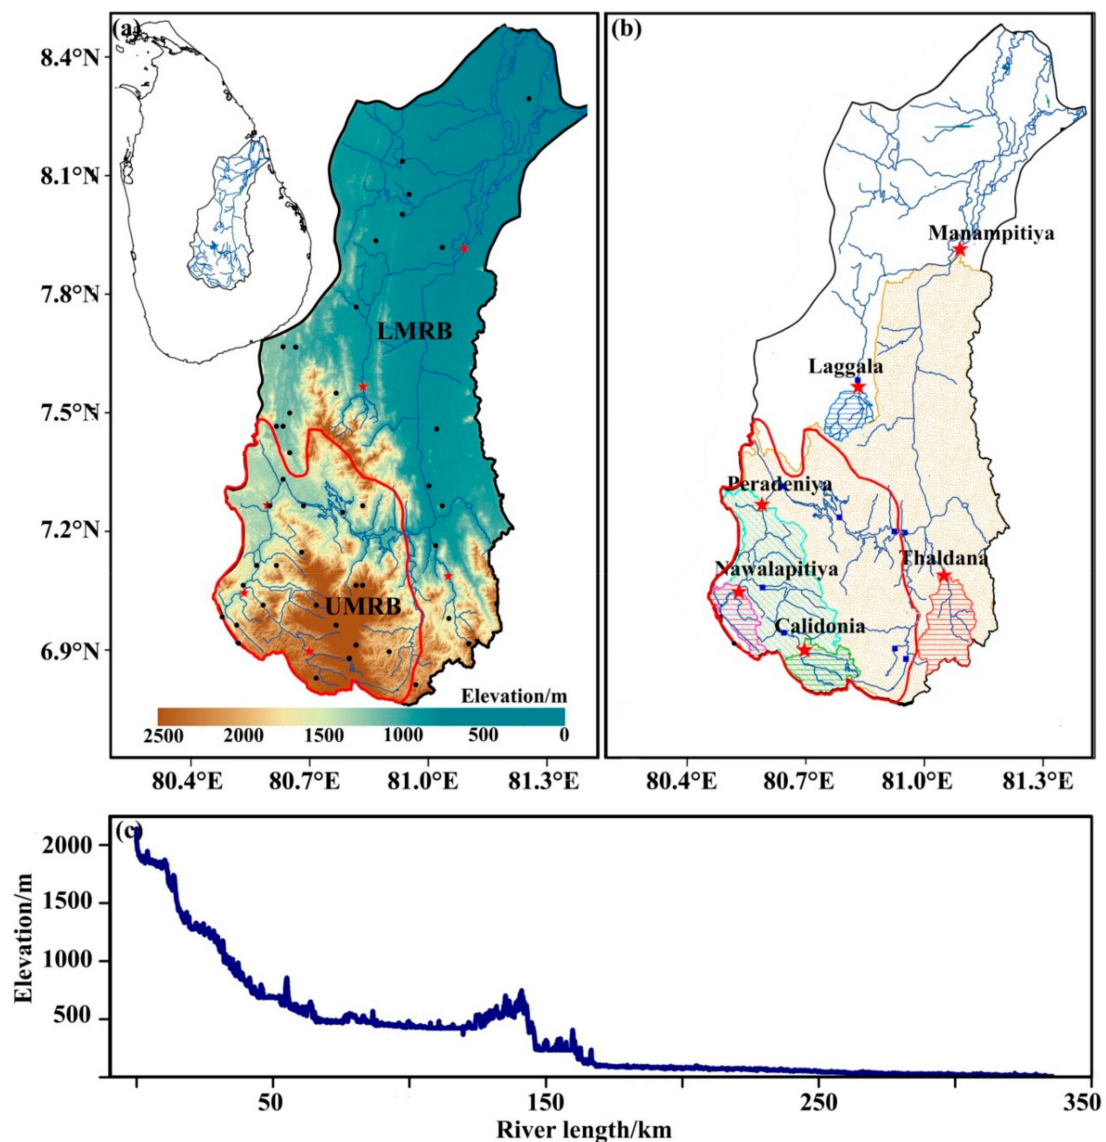 (a)
(b)
8.4°N
8.1°N
7.8°N
7.5°N
7.2°N
6.9°N
LMRB
UMRB
Elevation/m
2500 2000 1500 1000 500 0
80.4°E 80.7°E 81.0°E 81.3°E
Manampitiya
Laggala
Peradeniya
Thaldana
Nawalapitiya
Calidonia
80.4°E 80.7°E 81.0°E 81.3°E
(c)
Elevation/m
2000
1500
1000
500
50 150 250 350
River length/km